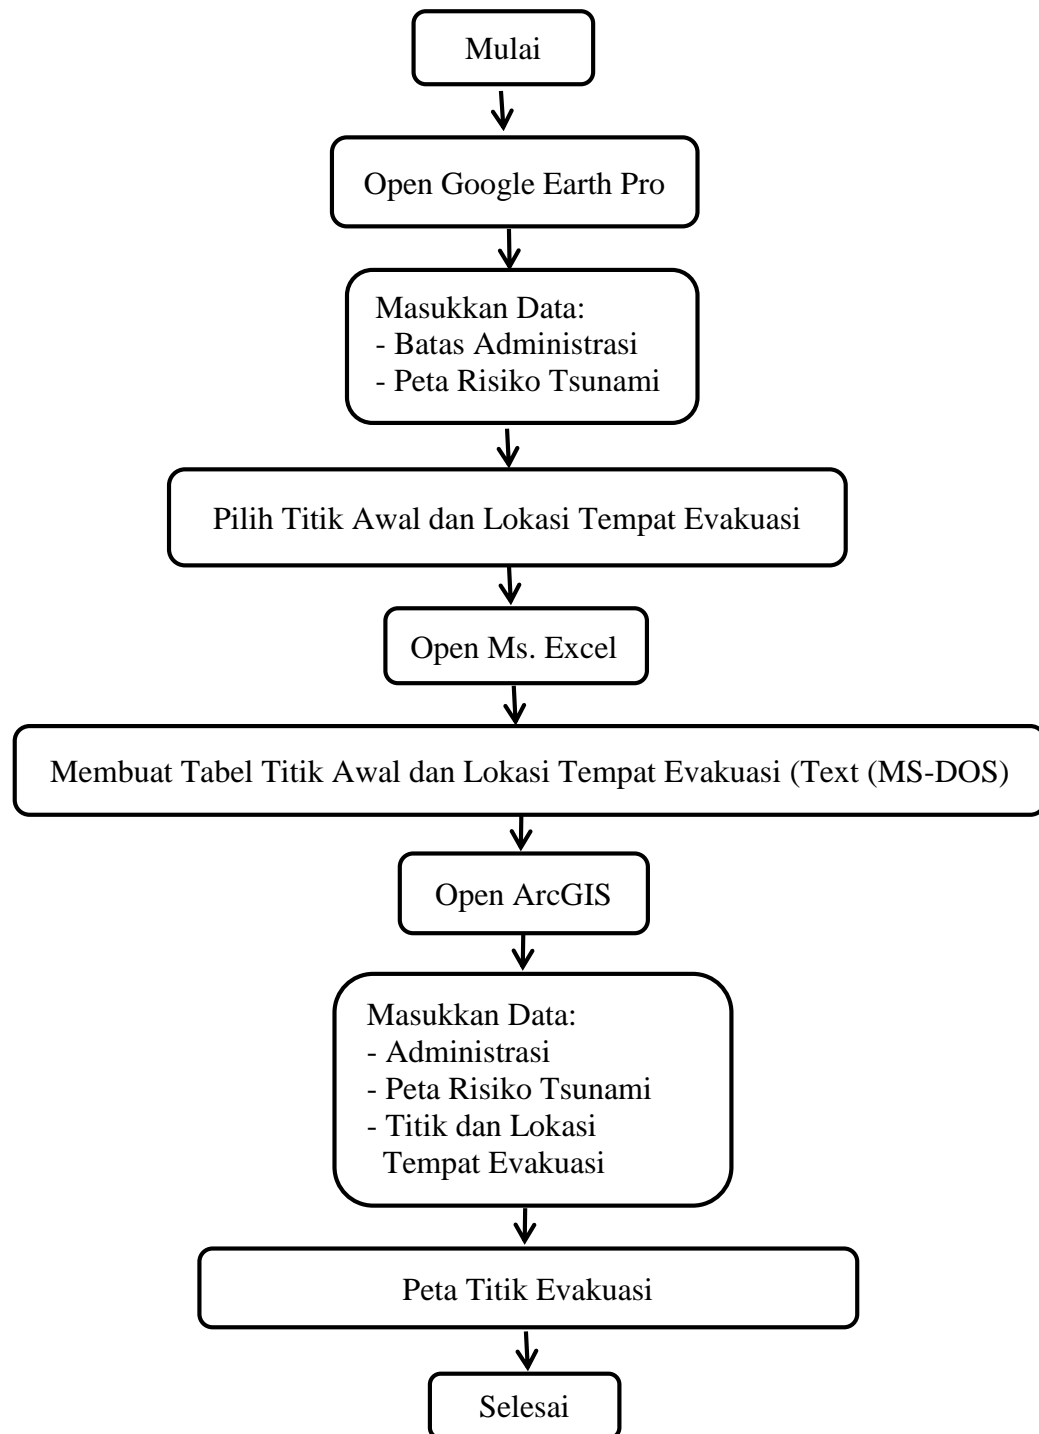 Mulai
Open Google Earth Pro
Masukkan Data:
- Batas Administrasi
- Peta Risiko Tsunami
Pilih Titik Awal dan Lokasi Tempat Evakuasi
Open Ms. Excel
Membuat Tabel Titik Awal dan Lokasi Tempat Evakuasi (Text (MS-DOS)
Open ArcGIS
Masukkan Data:
- Administrasi
- Peta Risiko Tsunami
- Titik dan Lokasi
Tempat Evakuasi
Peta Titik Evakuasi
Selesai